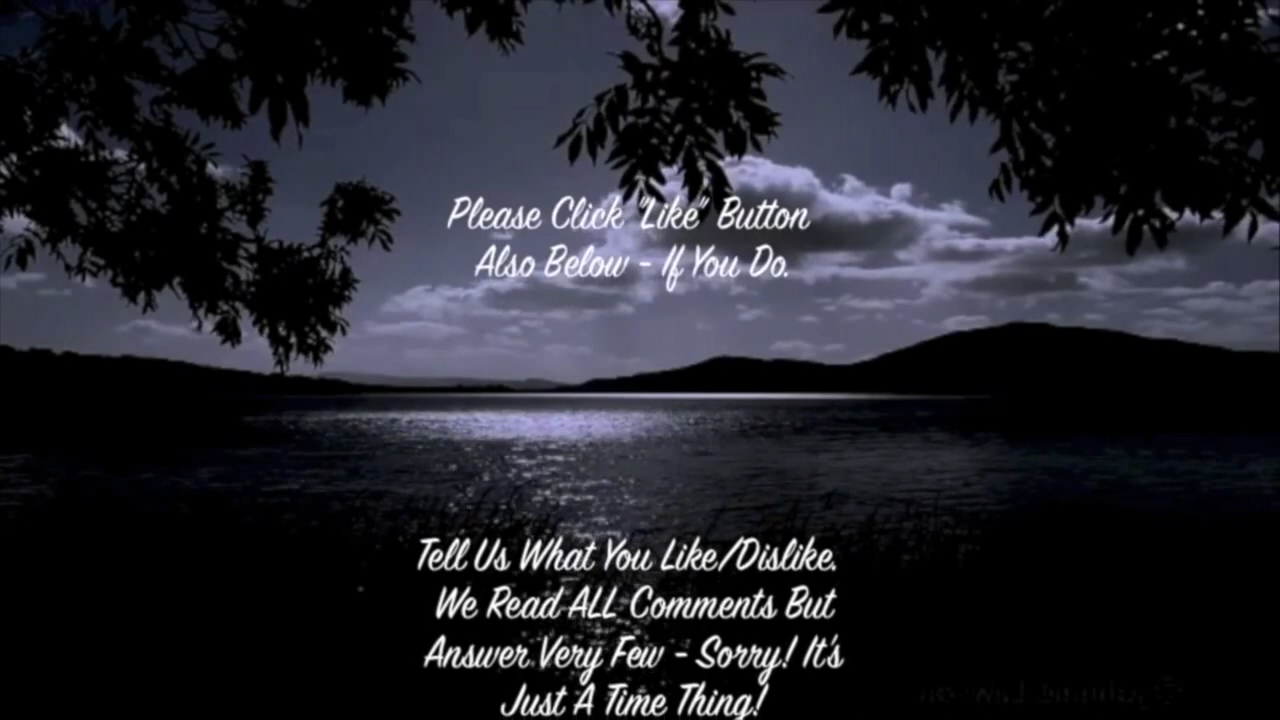 Please Click "Like" Button
Also Below - If You Do.
Tell Us What You Like/Dislike.
We Read ALL Comments But
Answer Very Few - Sorry! It's
Just A Time Thing!